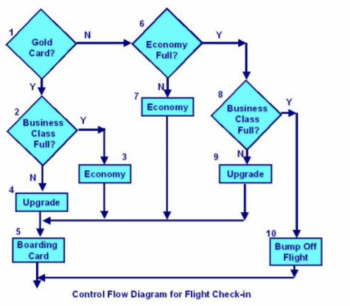 1
Gold
Card?
N
6
Economy
Full?
Y
Y
2
Business
Class
Full?
Y
N
7
Economy
8
Business
Class
Full?
Y
3
Economy
N
9
Upgrade
N
4
Upgrade
5
Boarding
Card
10
Bump Off
Flight
Control Flow Diagram for Flight Check-in